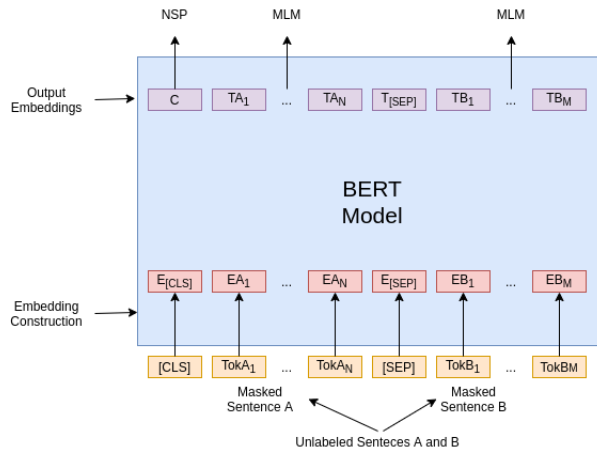 NSP MLM MLM
Output
Embeddings
C TA1 ... TAN T[SEP] TB1 ... TBM
BERT
Model
E[CLS] EA1 ... EAN E[SEP] EB1 ... EBM
Embedding
Construction
[CLS] TokA1 ... TokAN [SEP] TokB1 ... TokBM
Masked
Sentence A
Masked
Sentence B
Unlabeled Senteces A and B